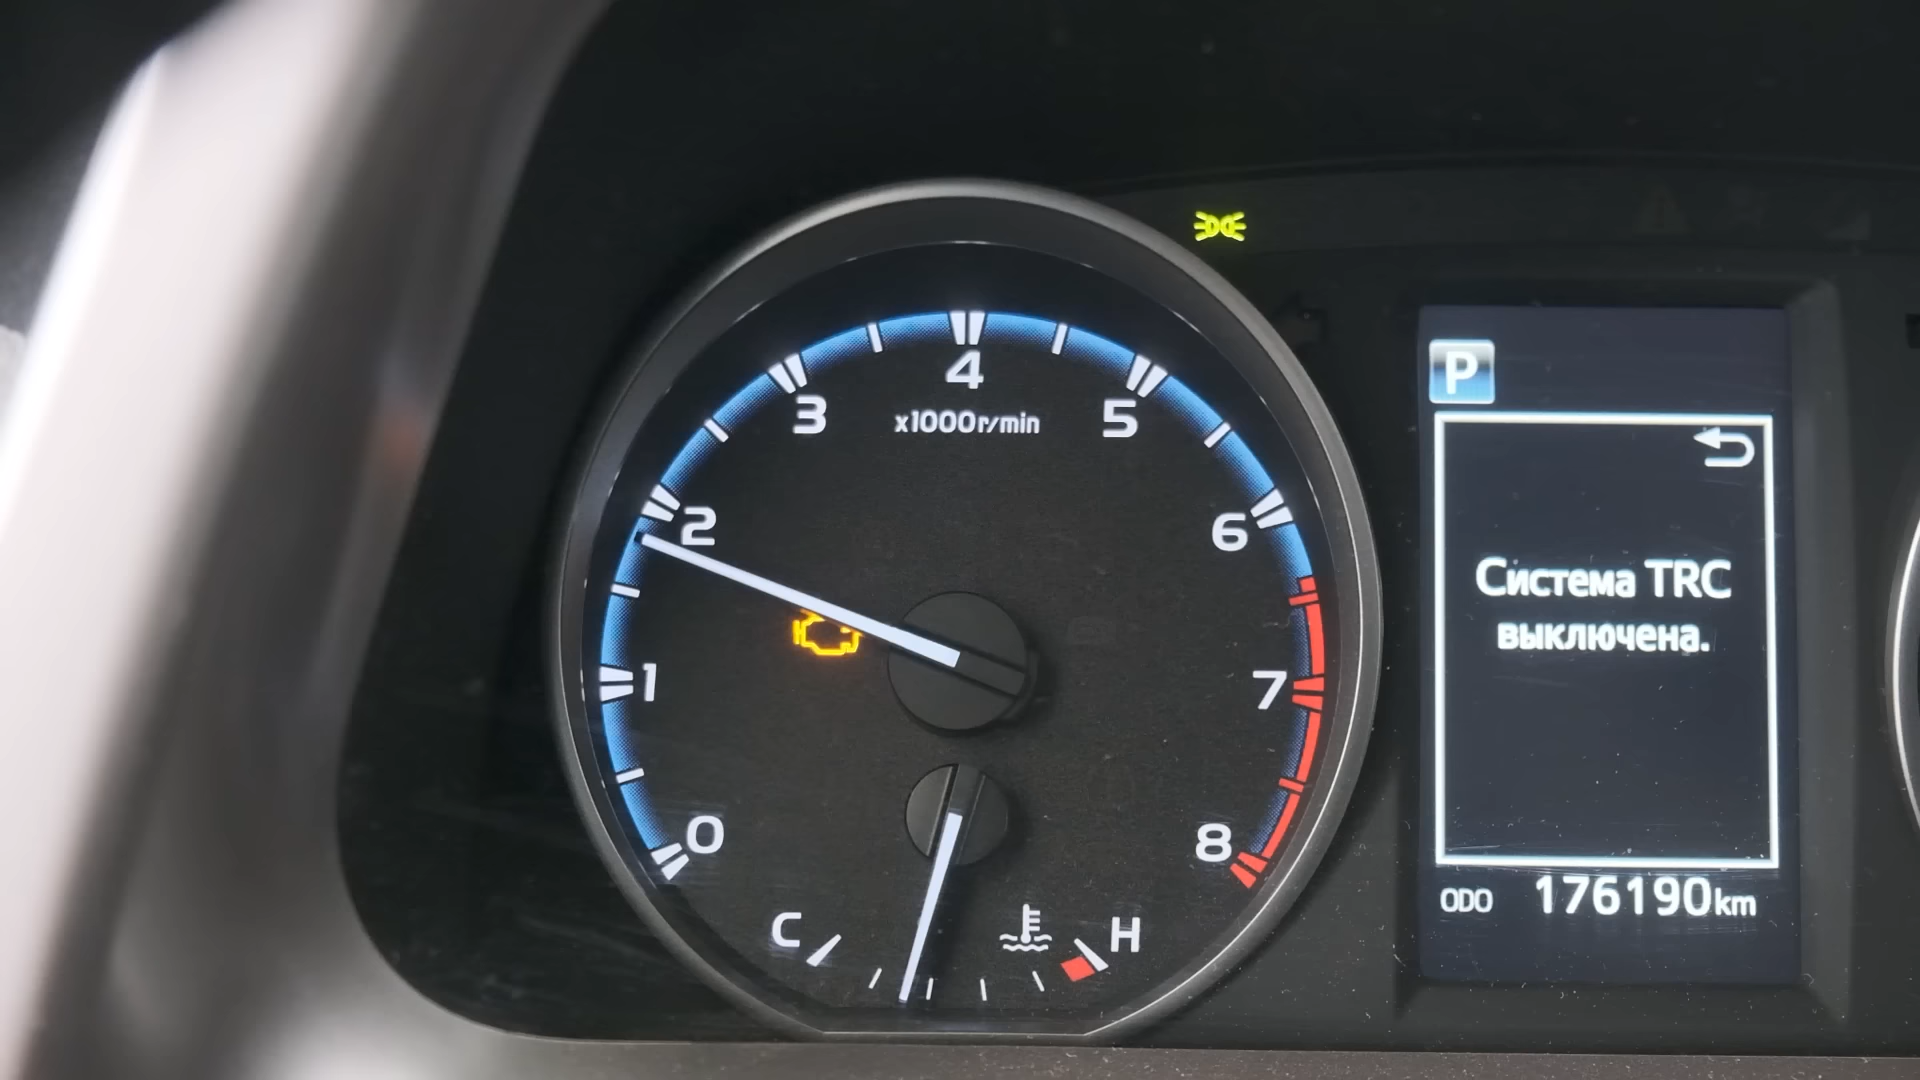 4
3
5
x1000r/min
2
6
1
7
0
8
C
H
P
Система TRC
выключена.
ODO 176190km